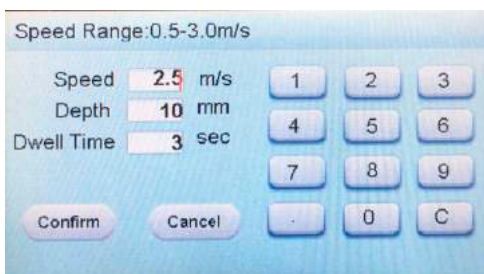 Speed Range:0.5-3.0m/s
Speed 2.5 m/s
Depth 10 mm
Dwell Time 3 sec
1 2 3
4 5 6
7 8 9
. 0 C
Confirm Cancel